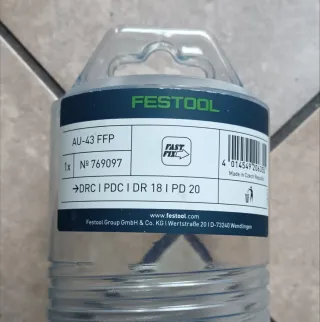 FESTOOL
AU-43 FFP
1x
Nº 769097
FAST
FIX
→DRC I PDC I DR 18 I PD 20
Made in Czech Republic
www.festool.com
Festool Group GmbH & Co. KG I Wertstraße 20 I D-73240 Wendlingen